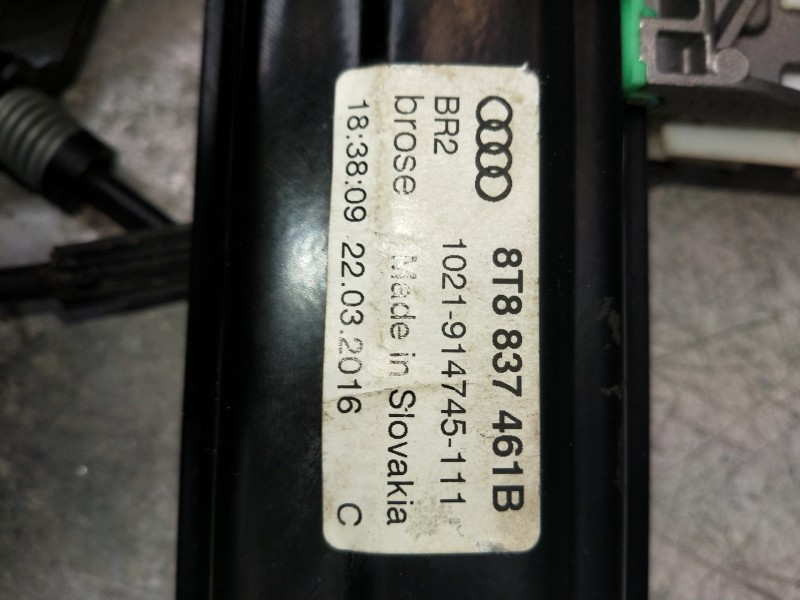 8T8 837 461B
BR2 1021-914745-111
brose Made in Slovakia
18:38:09 22.03.2016 C